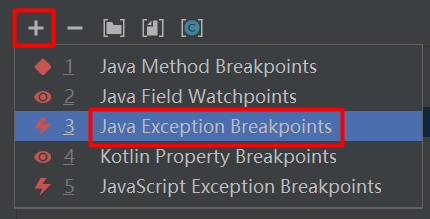 1 Java Method Breakpoints
2 Java Field Watchpoints
3 Java Exception Breakpoints
4 Kotlin Property Breakpoints
5 JavaScript Exception Breakpoints